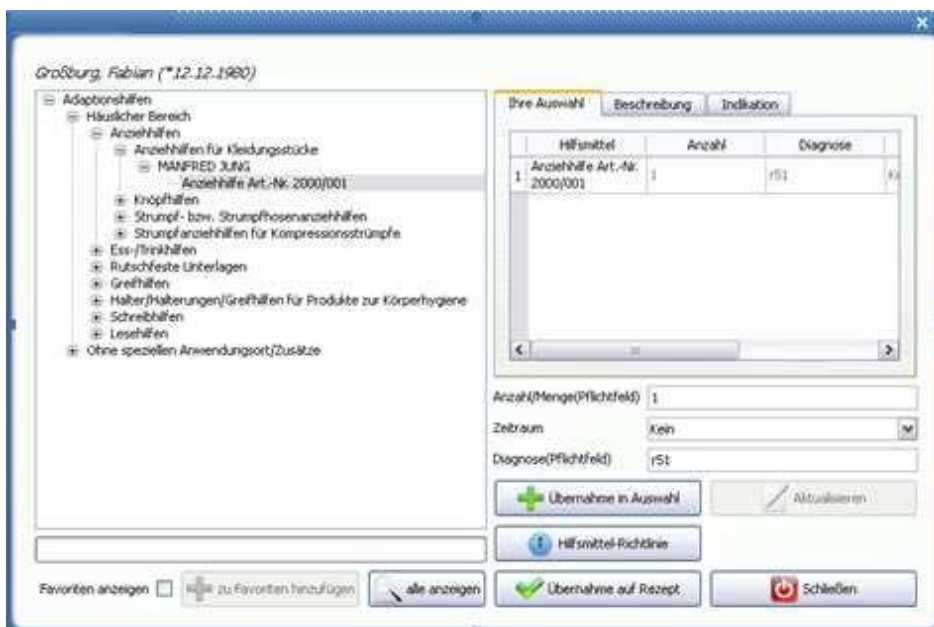 Großburg, Fabian (*12.12.1980)
Adaptionshilfen
Häuslicher Bereich
Anziehhilfen
Anziehhilfen für Kleidungsstücke
MANFRED JUNG
Anziehhilfe Art.-Nr. 2000/001
Knöpfhilfen
Strumpf- bzw. Strumpfhosenanziehhilfen
Strumpfanziehhilfen für Kompressionsstrümpfe
Ess-/Trinkhilfen
Rutschfeste Unterlagen
Greifhilfen
Halter/Halterungen/Greifhilfen für Produkte zur Körperhygiene
Schreibhilfen
Lesehilfen
Ohne speziellen Anwendungsort/Zusätze
Favoriten anzeigen
zu Favoriten hinzufügen
alle anzeigen
Ihre Auswahl Beschreibung Indikation
Hilfsmittel Anzahl Diagnose
1 Anziehhilfe Art.-Nr. 2000/001 1 r51
Anzahl/Menge(Pflichtfeld) 1
Zeitraum Kein
Diagnose(Pflichtfeld) r51
Übernahme in Auswahl Aktualisieren
Hilfsmittel-Richtlinie
Übernahme auf Rezept Schließen